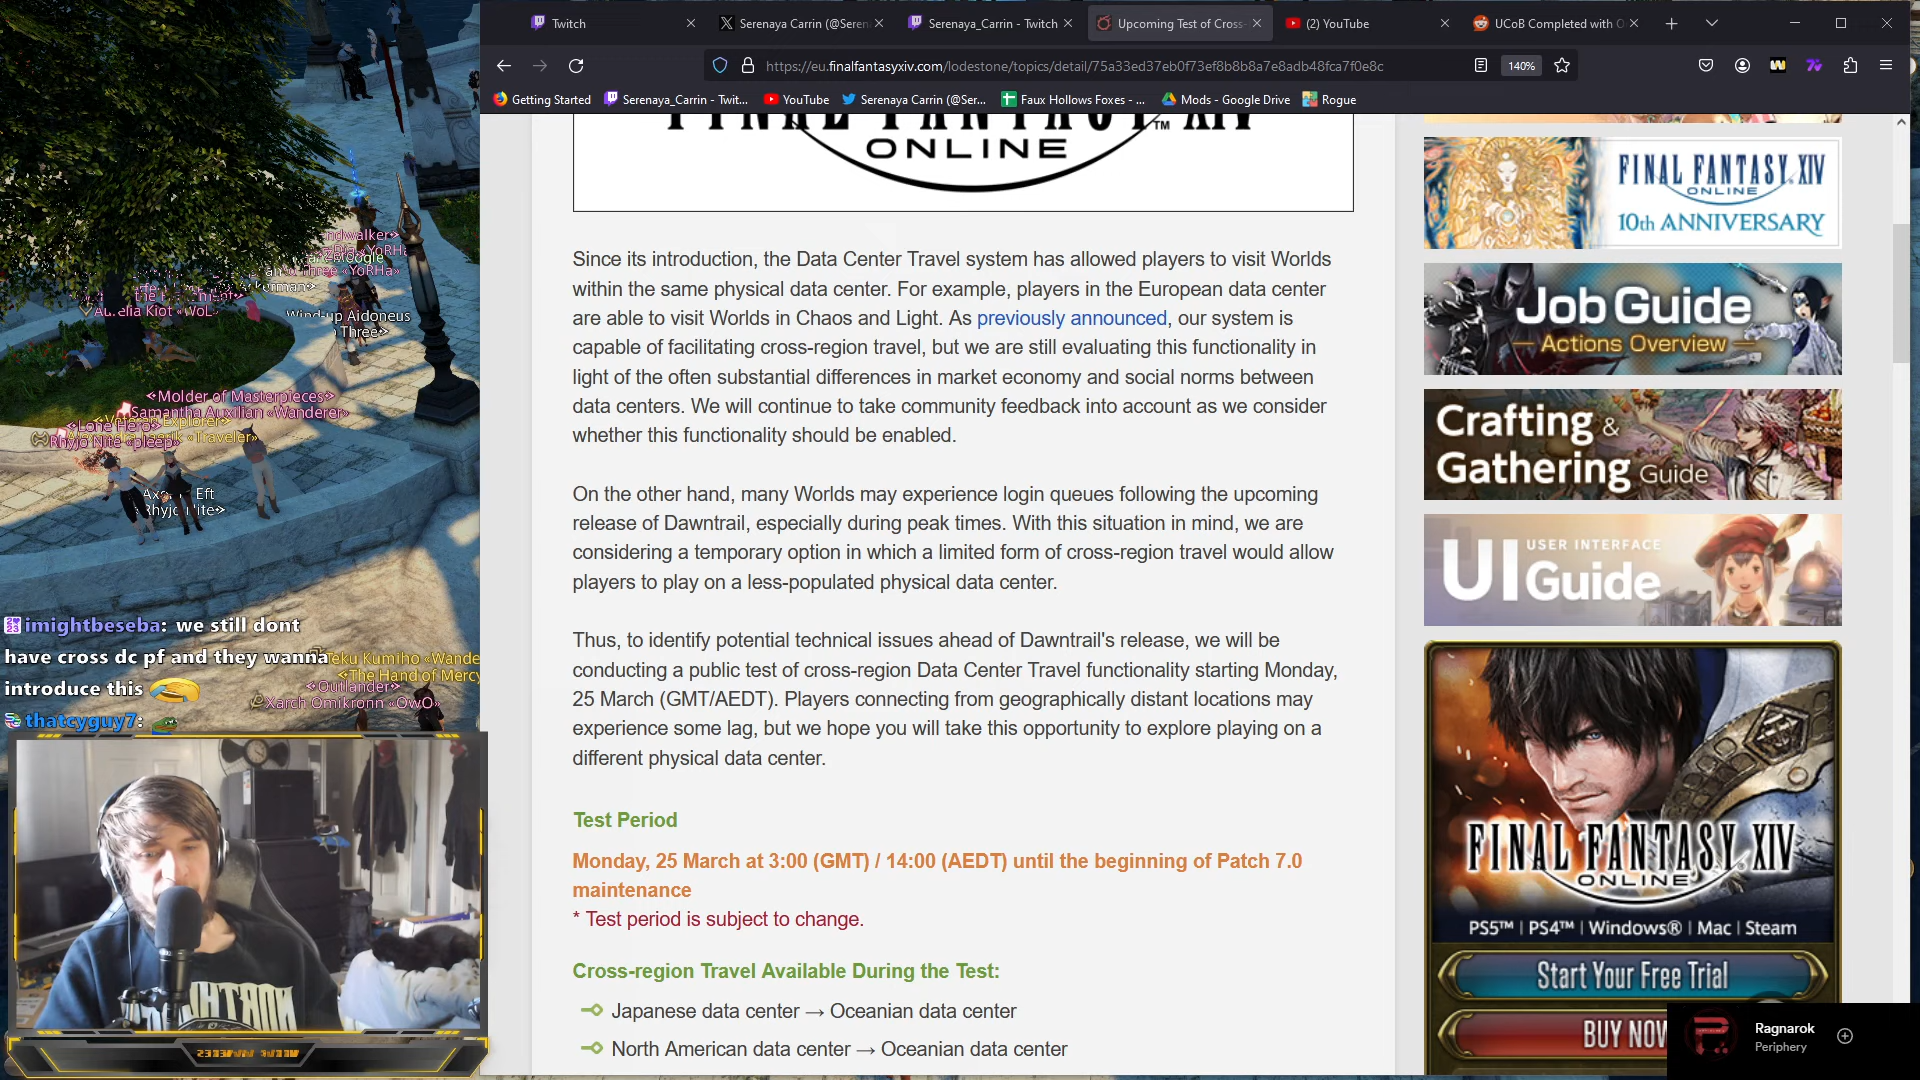 Twitch
Serenaya Carrin (@Seren
Serenaya_Carrin - Twitch
Upcoming Test of Cross-
(2) YouTube
UCoB Completed with O
https://eu.finalfantasyxiv.com/lodestone/topics/detail/75a33ed37eb0f73ef8b8b8a7e8adb48fca7f0e8c
140%
Getting Started
Serenaya_Carrin - Twit...
YouTube
Serenaya Carrin (@Ser...
Faux Hollows Foxes - ...
Mods - Google Drive
Rogue
FINAL FANTASY XIV
ONLINE
Since its introduction, the Data Center Travel system has allowed players to visit Worlds
within the same physical data center. For example, players in the European data center
are able to visit Worlds in Chaos and Light. As previously announced, our system is
capable of facilitating cross-region travel, but we are still evaluating this functionality in
light of the often substantial differences in market economy and social norms between
data centers. We will continue to take community feedback into account as we consider
whether this functionality should be enabled.
On the other hand, many Worlds may experience login queues following the upcoming
release of Dawntrail, especially during peak times. With this situation in mind, we are
considering a temporary option in which a limited form of cross-region travel would allow
players to play on a less-populated physical data center.
Thus, to identify potential technical issues ahead of Dawntrail's release, we will be
conducting a public test of cross-region Data Center Travel functionality starting Monday,
25 March (GMT/AEDT). Players connecting from geographically distant locations may
experience some lag, but we hope you will take this opportunity to explore playing on a
different physical data center.
Test Period
Monday, 25 March at 3:00 (GMT) / 14:00 (AEDT) until the beginning of Patch 7.0
maintenance
* Test period is subject to change.
Cross-region Travel Available During the Test:
Japanese data center → Oceanian data center
North American data center → Oceanian data center
FINAL FANTASY XIV
ONLINE
10th ANNIVERSARY
Job Guide
Actions Overview
Crafting &
Gathering Guide
UI USER INTERFACE
Guide
FINAL FANTASY XIV
ONLINE
PS5™ | PS4™ | Windows® | Mac | Steam
Start Your Free Trial
BUY NOW
Ragnarok
Periphery
Wind-up Aidoneus
Three»
«Molder of Masterpieces»
Samantha Auxilian «Wanderer»
«Lone Hero»
Rhyjo Nite «pleep»
Teku Kumiho «Wande
«The Hand of Mercy
«Outlander»
Xarch Omikronn «OwO»
imightbeseba: we still dont
have cross dc pf and they wanna
introduce this
thatcyguy7: